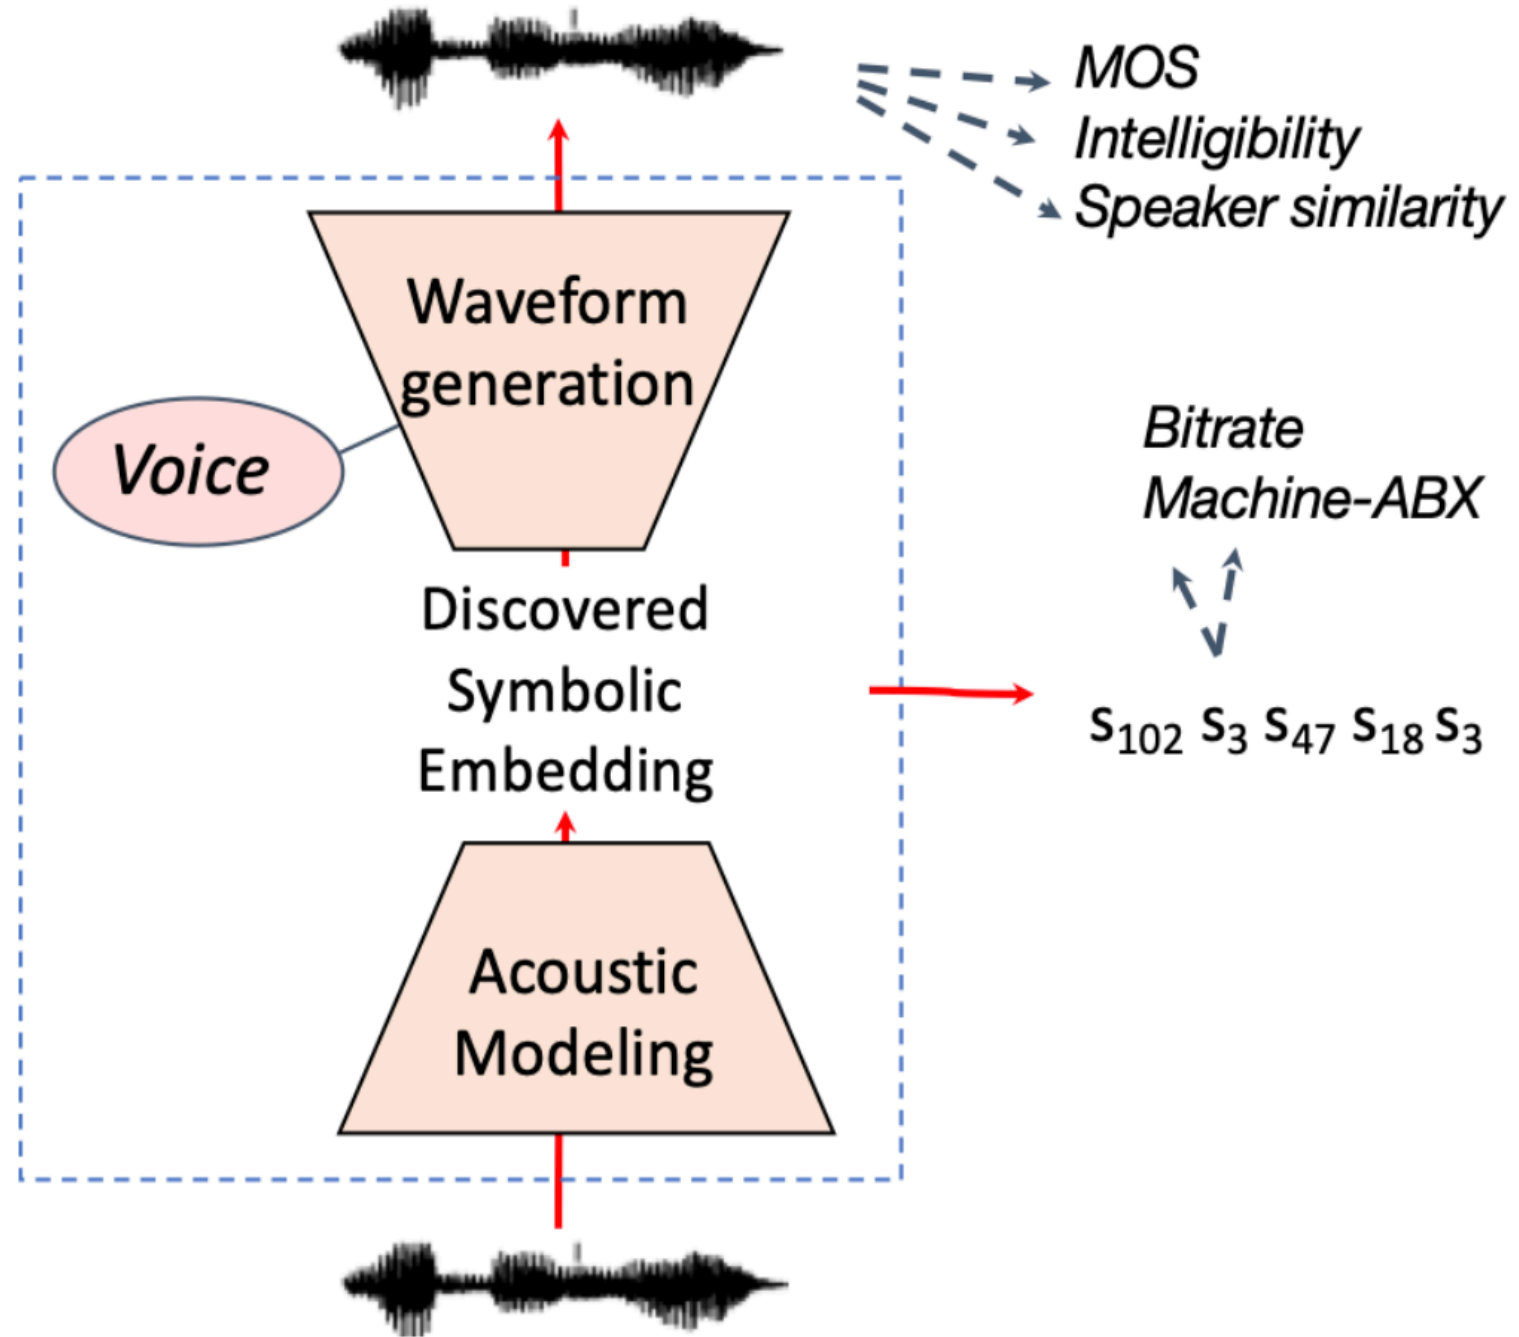 MOS
Intelligibility
Speaker similarity
Waveform
generation
Voice
Bitrate
Machine-ABX
Discovered
Symbolic
Embedding
s₁₀₂ s₃ s₄₇ s₁₈ s₃
Acoustic
Modeling